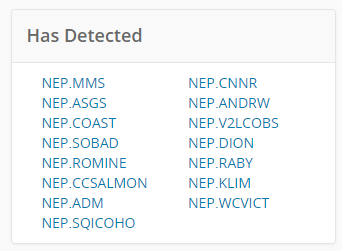 Has Detected
NEP.MMS
NEP.ASGS
NEP.COAST
NEP.SOBAD
NEP.ROMINE
NEP.CCSALMON
NEP.ADM
NEP.SQICOHO
NEP.CNNR
NEP.ANDRW
NEP.V2LCOBS
NEP.DION
NEP.RABY
NEP.KLIM
NEP.WCVICT